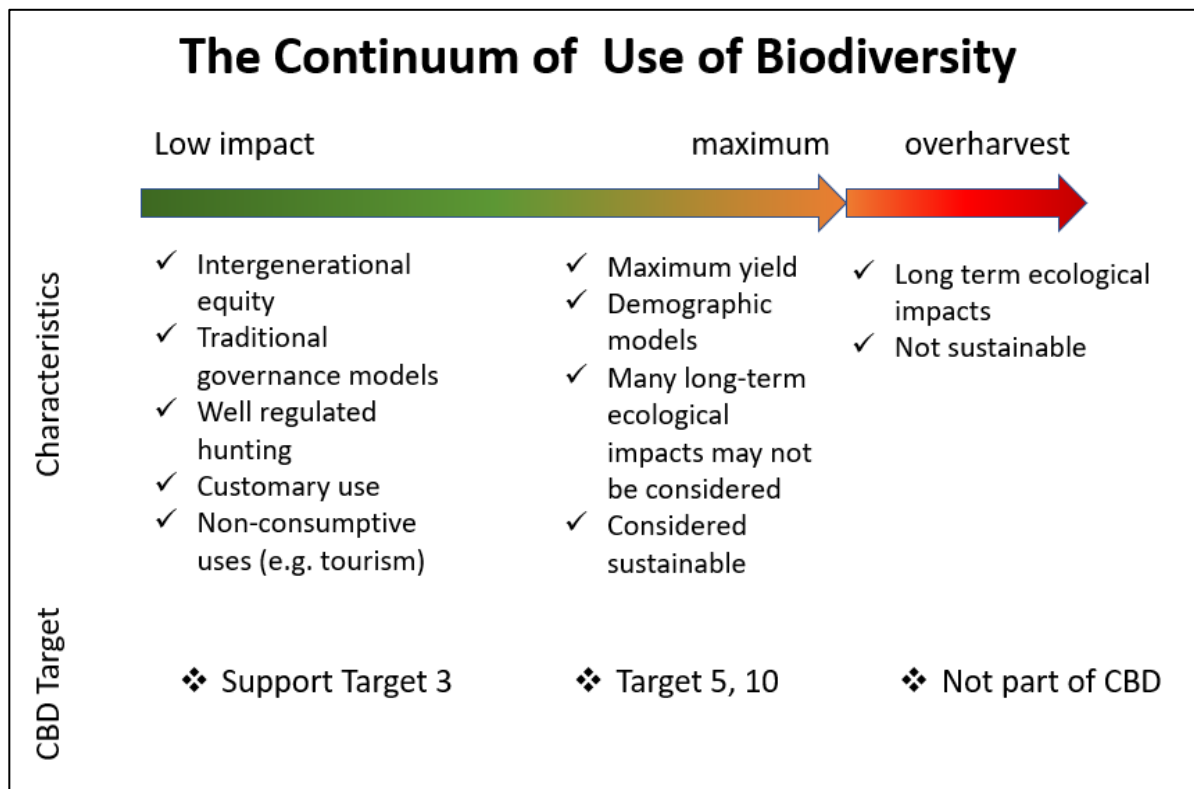 The Continuum of Use of Biodiversity
Low impact
maximum
overharvest
Characteristics
✓ Intergenerational
equity
✓ Traditional
governance models
✓ Well regulated
hunting
✓ Customary use
✓ Non-consumptive
uses (e.g. tourism)
✓ Maximum yield
✓ Demographic
models
✓ Many long-term
ecological
impacts may not
be considered
✓ Considered
sustainable
✓ Long term ecological
impacts
✓ Not sustainable
CBD Target
❖ Support Target 3
❖ Target 5, 10
❖ Not part of CBD